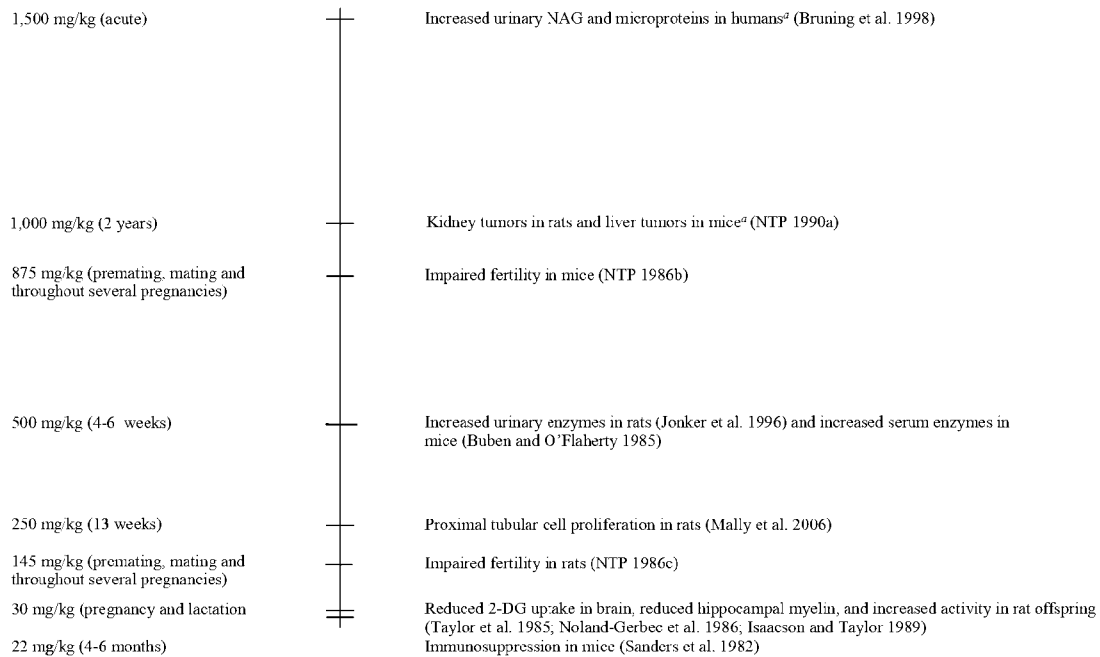 1,500 mg/kg (acute)
Increased urinary NAG and microproteins in humansᵃ (Bruning et al. 1998)
1,000 mg/kg (2 years)
Kidney tumors in rats and liver tumors in miceᵃ (NTP 1990a)
875 mg/kg (premating, mating and
throughout several pregnancies)
Impaired fertility in mice (NTP 1986b)
500 mg/kg (4-6 weeks)
Increased urinary enzymes in rats (Jonker et al. 1996) and increased serum enzymes in
mice (Buben and O’Flaherty 1985)
250 mg/kg (13 weeks)
Proximal tubular cell proliferation in rats (Mally et al. 2006)
145 mg/kg (premating, mating and
throughout several pregnancies)
Impaired fertility in rats (NTP 1986c)
30 mg/kg (pregnancy and lactation
Reduced 2-DG uptake in brain, reduced hippocampal myelin, and increased activity in rat offspring
(Taylor et al. 1985; Noland-Gerbec et al. 1986; Isaacson and Taylor 1989)
22 mg/kg (4-6 months)
Immunosuppression in mice (Sanders et al. 1982)